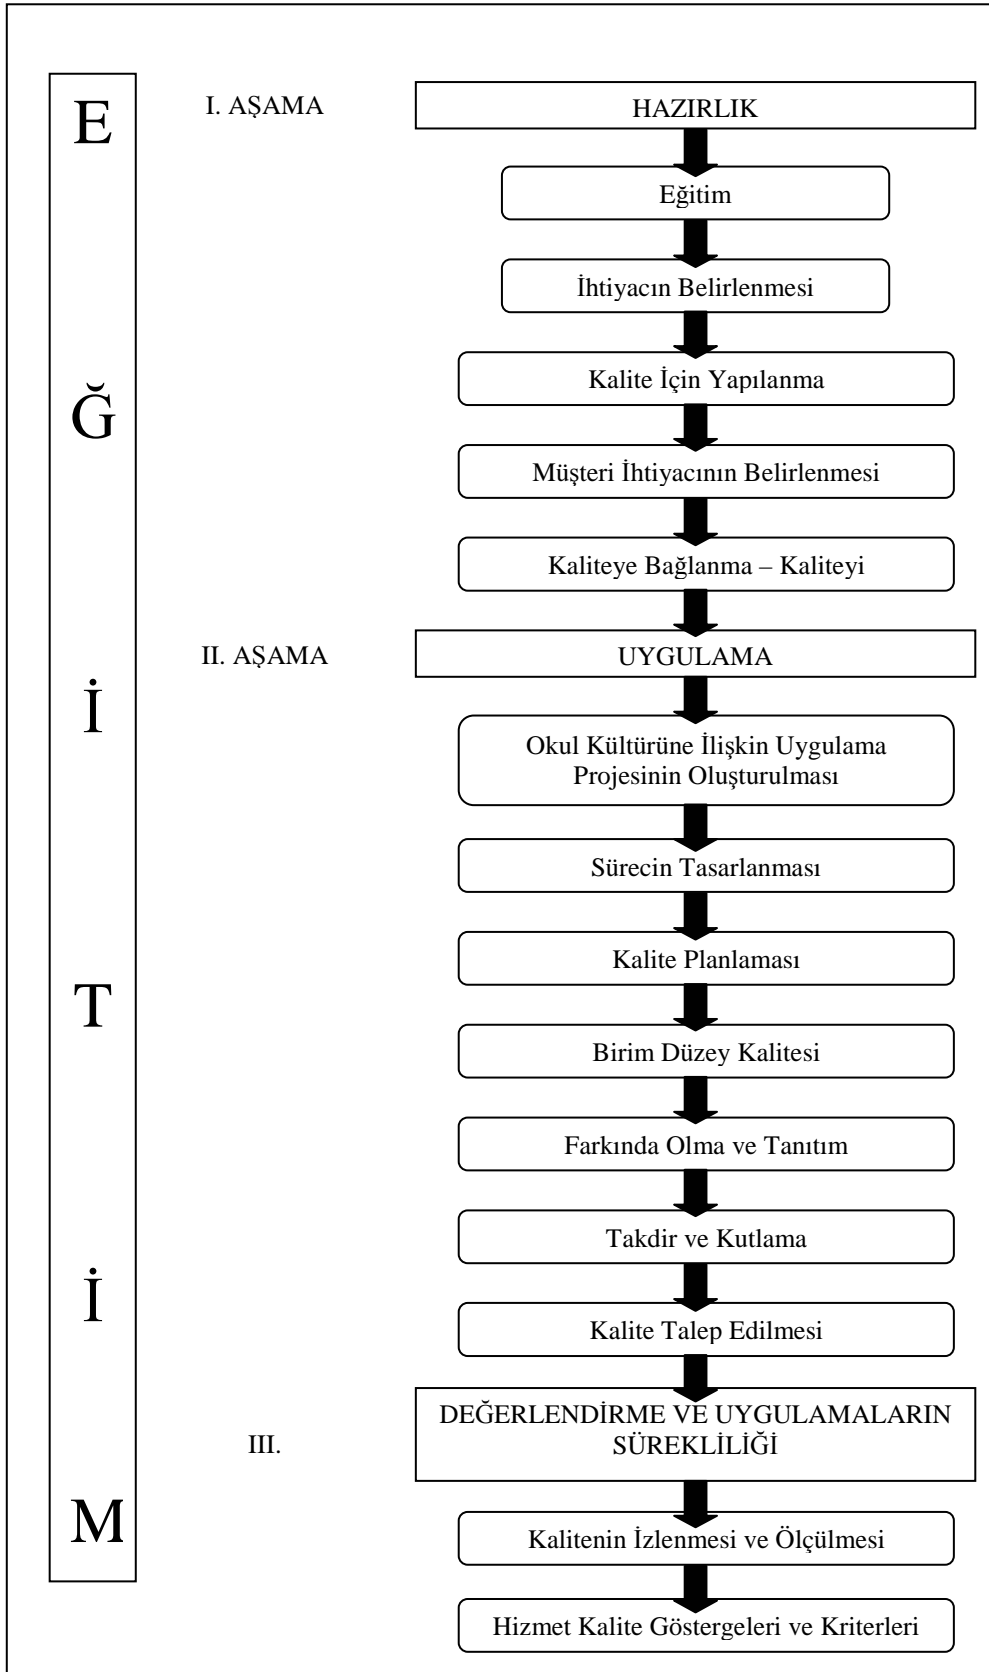 EĞİTİM
I. AŞAMA
HAZIRLIK
Eğitim
İhtiyacın Belirlenmesi
Kalite İçin Yapılanma
Müşteri İhtiyacının Belirlenmesi
Kaliteye Bağlanma – Kaliteyi
II. AŞAMA
UYGULAMA
Okul Kültürüne İlişkin Uygulama
Projesinin Oluşturulması
Sürecin Tasarlanması
Kalite Planlaması
Birim Düzey Kalitesi
Farkında Olma ve Tanıtım
Takdir ve Kutlama
Kalite Talep Edilmesi
III.
DEĞERLENDİRME VE UYGULAMALARIN
SÜREKLİLİĞİ
Kalitenin İzlenmesi ve Ölçülmesi
Hizmet Kalite Göstergeleri ve Kriterleri